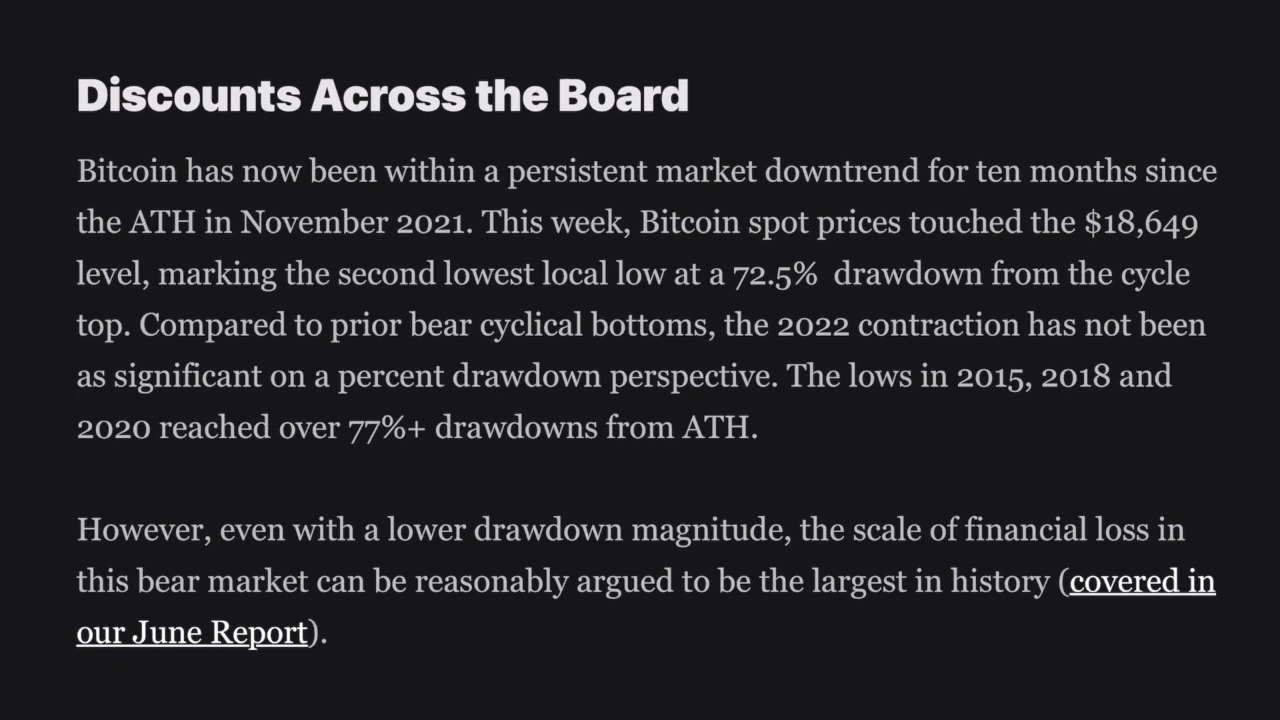 Discounts Across the Board
Bitcoin has now been within a persistent market downtrend for ten months since
the ATH in November 2021. This week, Bitcoin spot prices touched the $18,649
level, marking the second lowest local low at a 72.5%  drawdown from the cycle
top. Compared to prior bear cyclical bottoms, the 2022 contraction has not been
as significant on a percent drawdown perspective. The lows in 2015, 2018 and
2020 reached over 77%+ drawdowns from ATH.
However, even with a lower drawdown magnitude, the scale of financial loss in
this bear market can be reasonably argued to be the largest in history (covered in
our June Report).